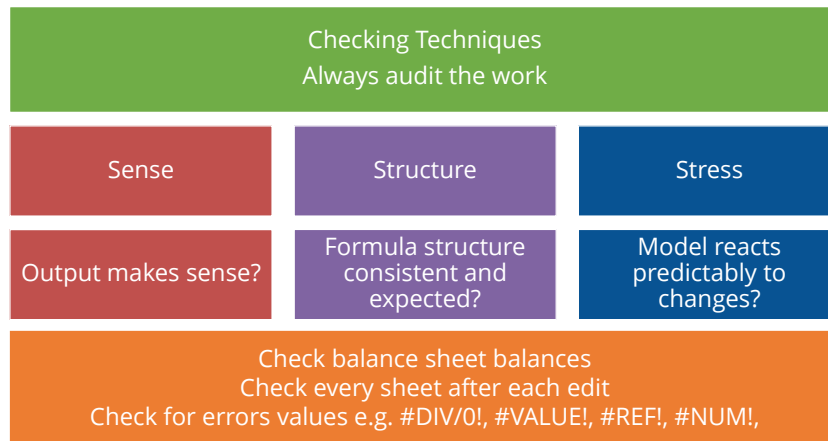 Checking Techniques
Always audit the work
Sense
Structure
Stress
Output makes sense?
Formula structure
consistent and
expected?
Model reacts
predictably to
changes?
Check balance sheet balances
Check every sheet after each edit
Check for errors values e.g. #DIV/0!, #VALUE!, #REF!, #NUM!,